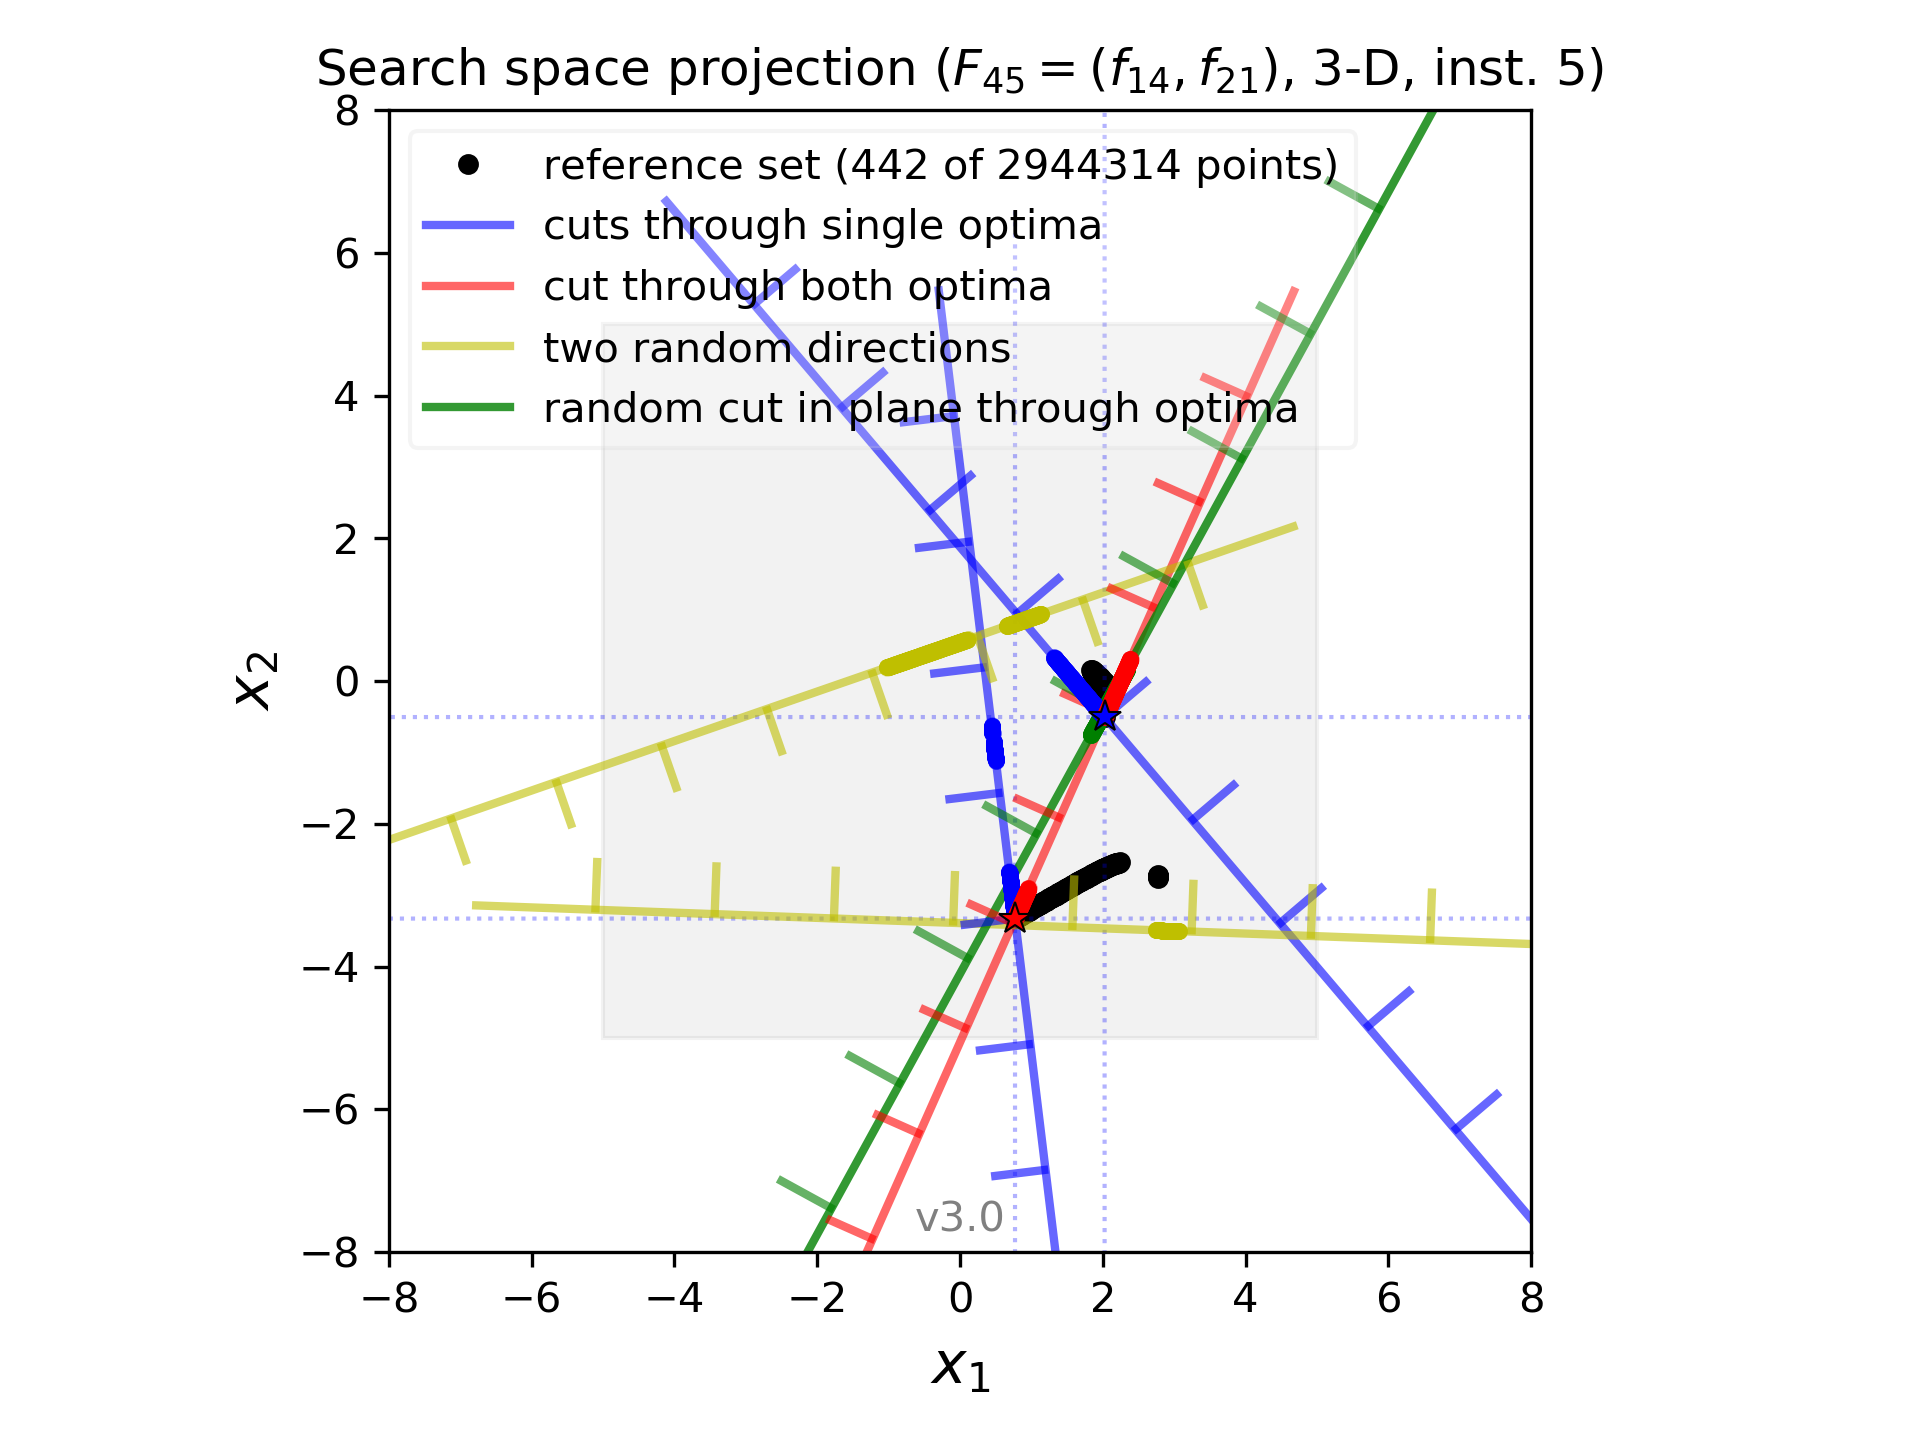 Search space projection (F45 = (f14, f21), 3-D, inst. 5)
reference set (442 of 2944314 points)
cuts through single optima
cut through both optima
two random directions
random cut in plane through optima
8
6
4
2
0
−2
−4
−6
−8
x2
v3.0
−8 −6 −4 −2 0 2 4 6 8
x1